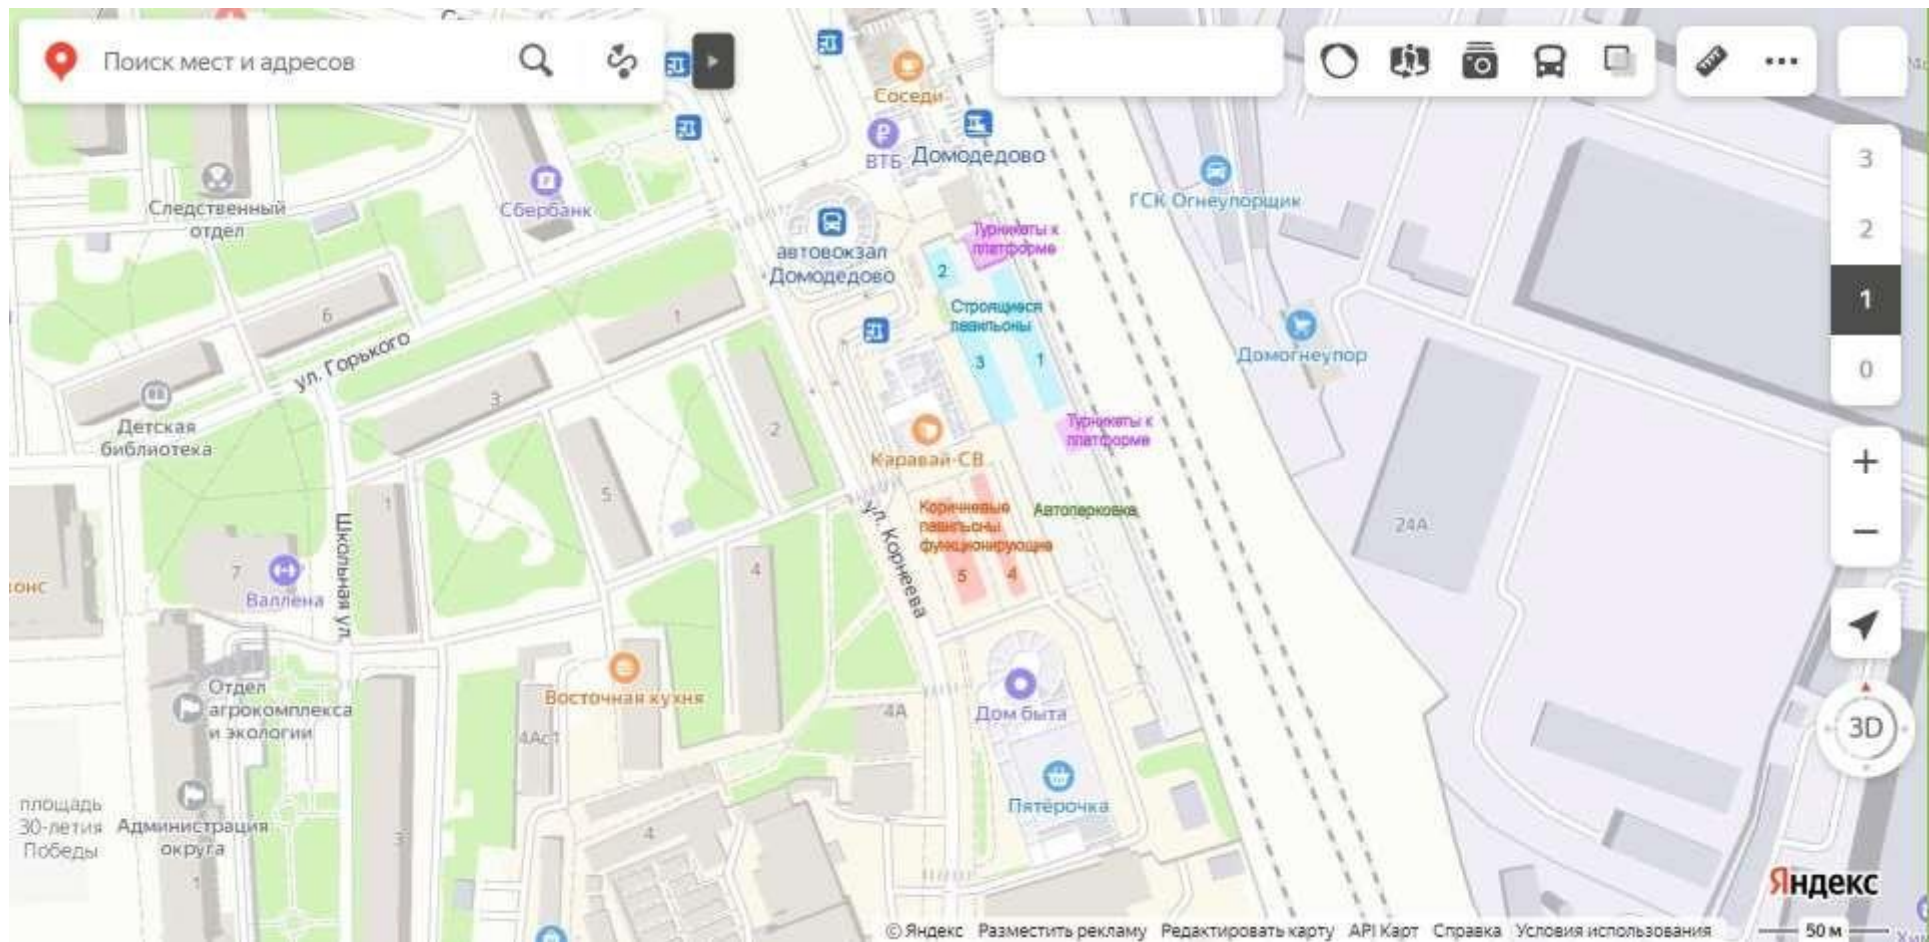 Поиск мест и адресов
Соседи
ВТБ
Домодедово
Следственный
отдел
Сбербанк
автовокзал
Домодедово
Турникеты к
платформе
2
Строящиеся
павильоны
3
1
ГСК Огнеупорщик
Домогнеупор
3
2
1
0
6
1
ул. Горького
3
Детская
библиотека
2
Каравай-СВ
Турникеты к
платформе
24А
1
5
Школьная ул.
ул. Корнеева
Коричневые
павильоны
функционирующие
Автопарковка
5
4
7
Валлена
4
Отдел
агрокомплекса
и экологии
Восточная кухня
4Ас1
4А
Дом быта
3D
Пятёрочка
площадь
30-летия
Победы
Администрация
округа
1
3
4
Яндекс
© Яндекс Разместить рекламу Редактировать карту API Карт Справка Условия использования
50 м